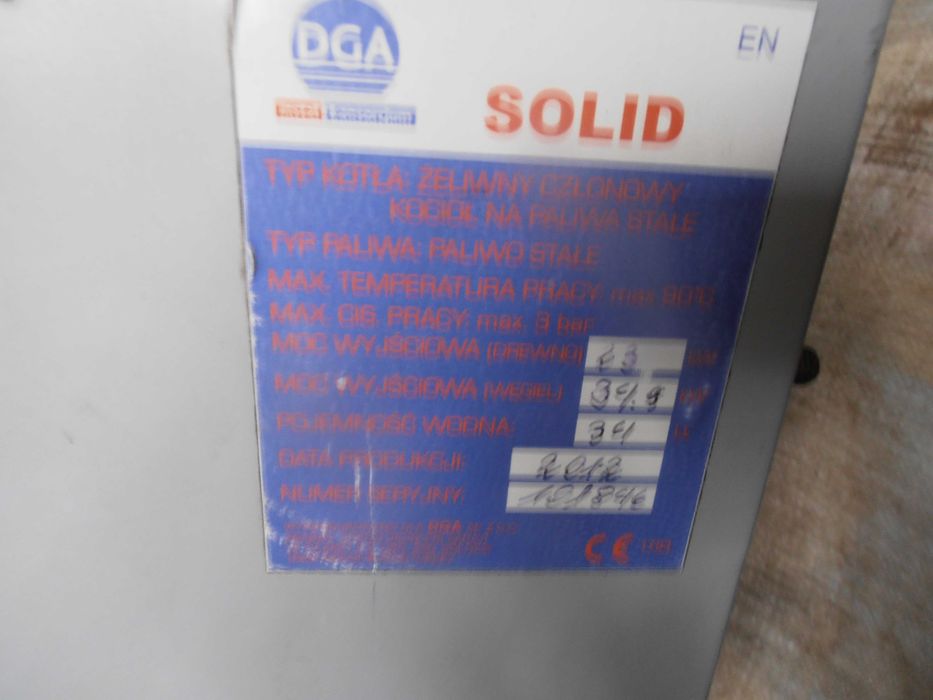 DGA
EN
SOLID
TYP KOTŁA: ŻELIWNY CZŁONOWY
KOCIOŁ NA PALIWA STAŁE
TYP PALIWA: PALIWO STAŁE
MAX. TEMPERATURA PRACY: max 90°C
MAX. CIS. PRACY: max. 3 bar
MOC WYJŚCIOWA (DREWNO) kW
MOC WYJŚCIOWA (WĘGIEL) 34.9 kW
POJEMNOŚĆ WODNA: 34
DATA PRODUKCJI: 2012
NUMER SERYJNY: 121846
CE